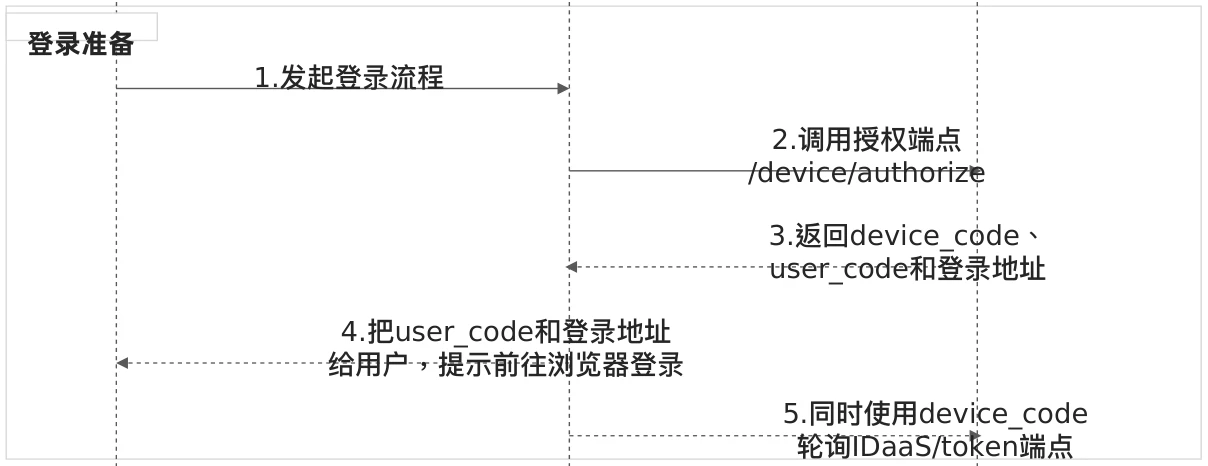 登录准备
1.发起登录流程
2.调用授权端点
/device/authorize
3.返回device_code、
user_code和登录地址
4.把user_code和登录地址
给用户，提示前往浏览器登录
5.同时使用device_code
轮询IDaaS/token端点